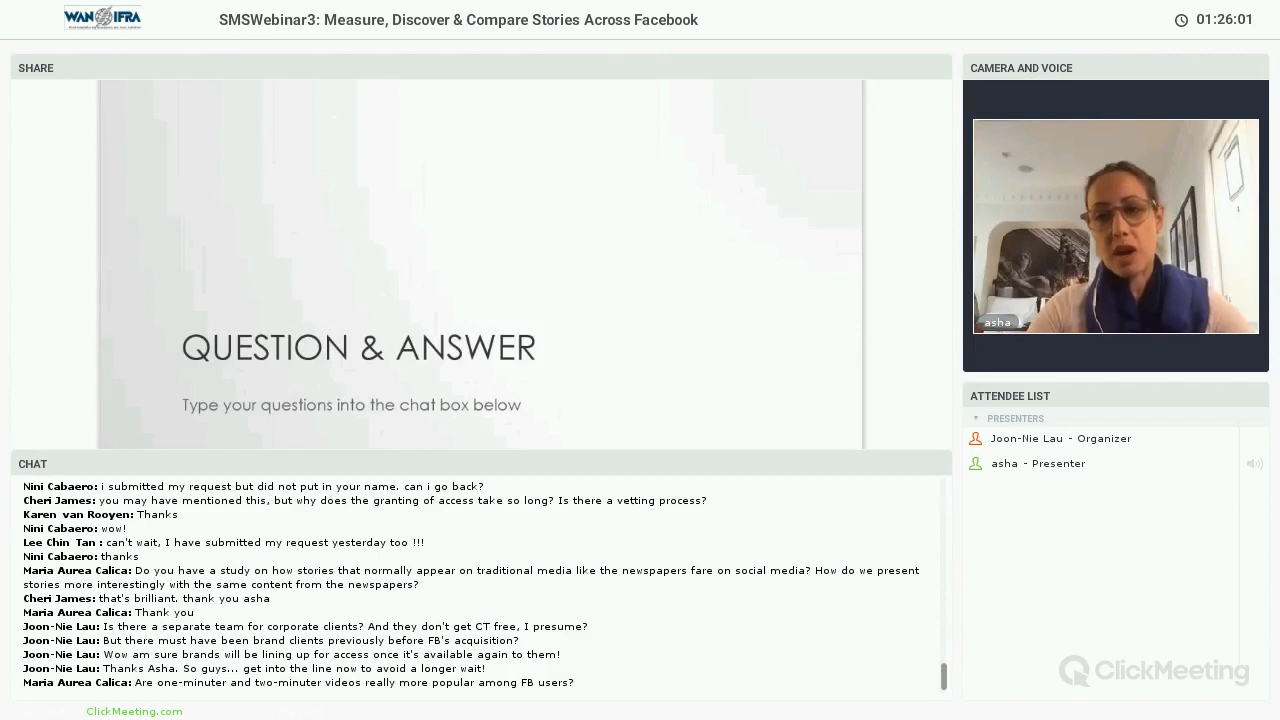 WAN IFRA
SMSWebinar3: Measure, Discover & Compare Stories Across Facebook
01:26:01
SHARE
QUESTION & ANSWER
Type your questions into the chat box below
CAMERA AND VOICE
asha
ATTENDEE LIST
PRESENTERS
Joon-Nie Lau - Organizer
asha - Presenter
CHAT
Nini Cabaero: i submitted my request but did not put in your name. can i go back?
Cheri James: you may have mentioned this, but why does the granting of access take so long? Is there a vetting process?
Karen van Rooyen: Thanks
Nini Cabaero: wow!
Lee Chin Tan : can't wait, I have submitted my request yesterday too !!!
Nini Cabaero: thanks
Maria Aurea Calica: Do you have a study on how stories that normally appear on traditional media like the newspapers fare on social media? How do we present
stories more interestingly with the same content from the newspapers?
Cheri James: that's brilliant. thank you asha
Maria Aurea Calica: Thank you
Joon-Nie Lau: Is there a separate team for corporate clients? And they don't get CT free, I presume?
Joon-Nie Lau: But there must have been brand clients previously before FB's acquisition?
Joon-Nie Lau: Wow am sure brands will be lining up for access once it's available again to them!
Joon-Nie Lau: Thanks Asha. So guys... get into the line now to avoid a longer wait!
Maria Aurea Calica: Are one-minute and two-minute videos really more popular among FB users?
ClickMeeting
ClickMeeting.com